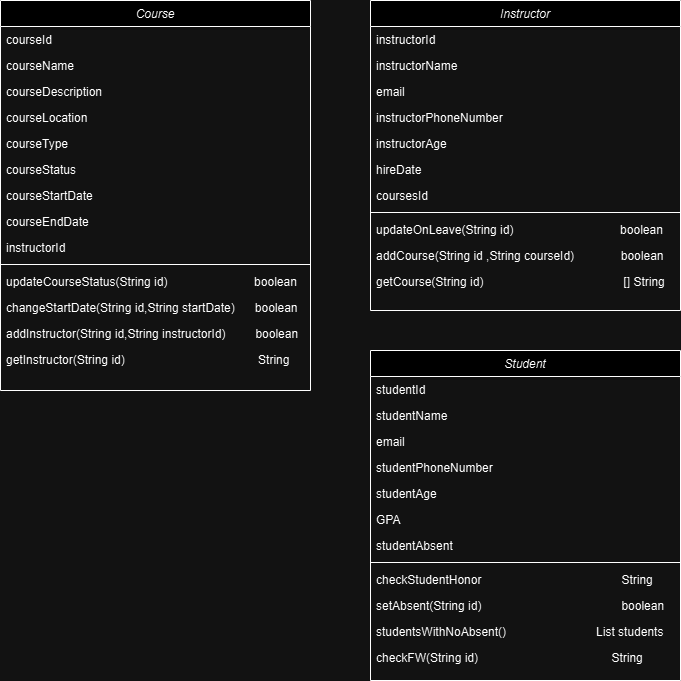 Course
courseId
courseName
courseDescription
courseLocation
courseType
courseStatus
courseStartDate
courseEndDate
instructorId
updateCourseStatus(String id) boolean
changeStartDate(String id,String startDate) boolean
addInstructor(String id,String instructorId) boolean
getInstructor(String id) String
Instructor
instructorId
instructorName
email
instructorPhoneNumber
instructorAge
hireDate
coursesId
updateOnLeave(String id) boolean
addCourse(String id ,String courseId) boolean
getCourse(String id) [] String
Student
studentId
studentName
email
studentPhoneNumber
studentAge
GPA
studentAbsent
checkStudentHonor String
setAbsent(String id) boolean
studentsWithNoAbsent() List students
checkFW(String id) String